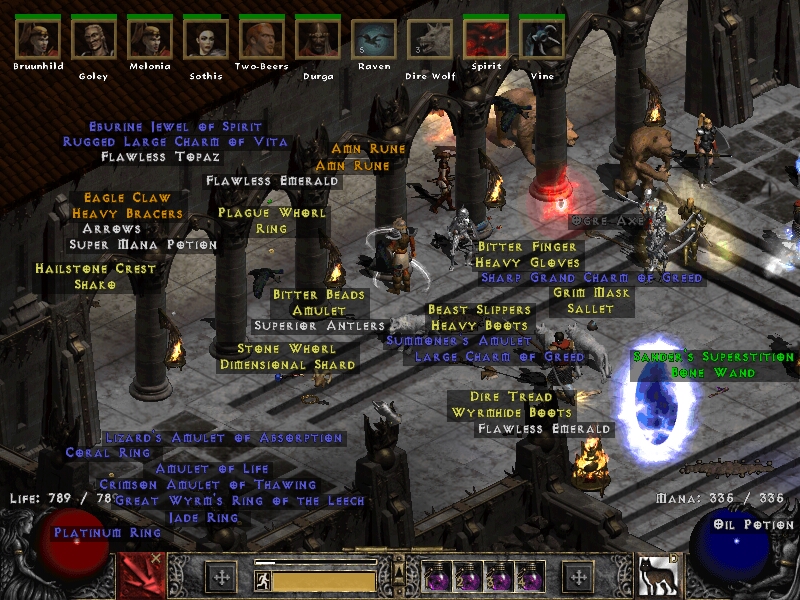 Bruunhild
Goley
Melonia
Sothis
Two-Beers
Durga
5
Raven
3
Dire Wolf
Spirit
Vine
Eburine Jewel of Spirit
Rugged Large Charm of Vita
Flawless Topaz
Amn Rune
Amn Rune
Flawless Emerald
Eagle Claw
Heavy Bracers
Arrows
Super Mana Potion
Plague Whorl
Ring
Ogre Axe
Hailstone Crest
Shako
Bitter Finger
Heavy Gloves
Sharp Grand Charm of Greed
Grim Mask
Sallet
Bitter Beads
Amulet
Superior Antlers
Beast Slippers
Heavy Boots
Summoner's Amulet
Large Charm of Greed
Stone Whorl
Dimensional Shard
Sander's Superstition
Bone Wand
Dire Tread
Wyrmhide Boots
Flawless Emerald
Lizard's Amulet of Absorption
Coral Ring
Amulet of Life
Crimson Amulet of Thawing
Great Wyrm's Ring of the Leech
Jade Ring
Platinum Ring
Life: 789 / 78
Mana: 336 / 336
Oil Potion